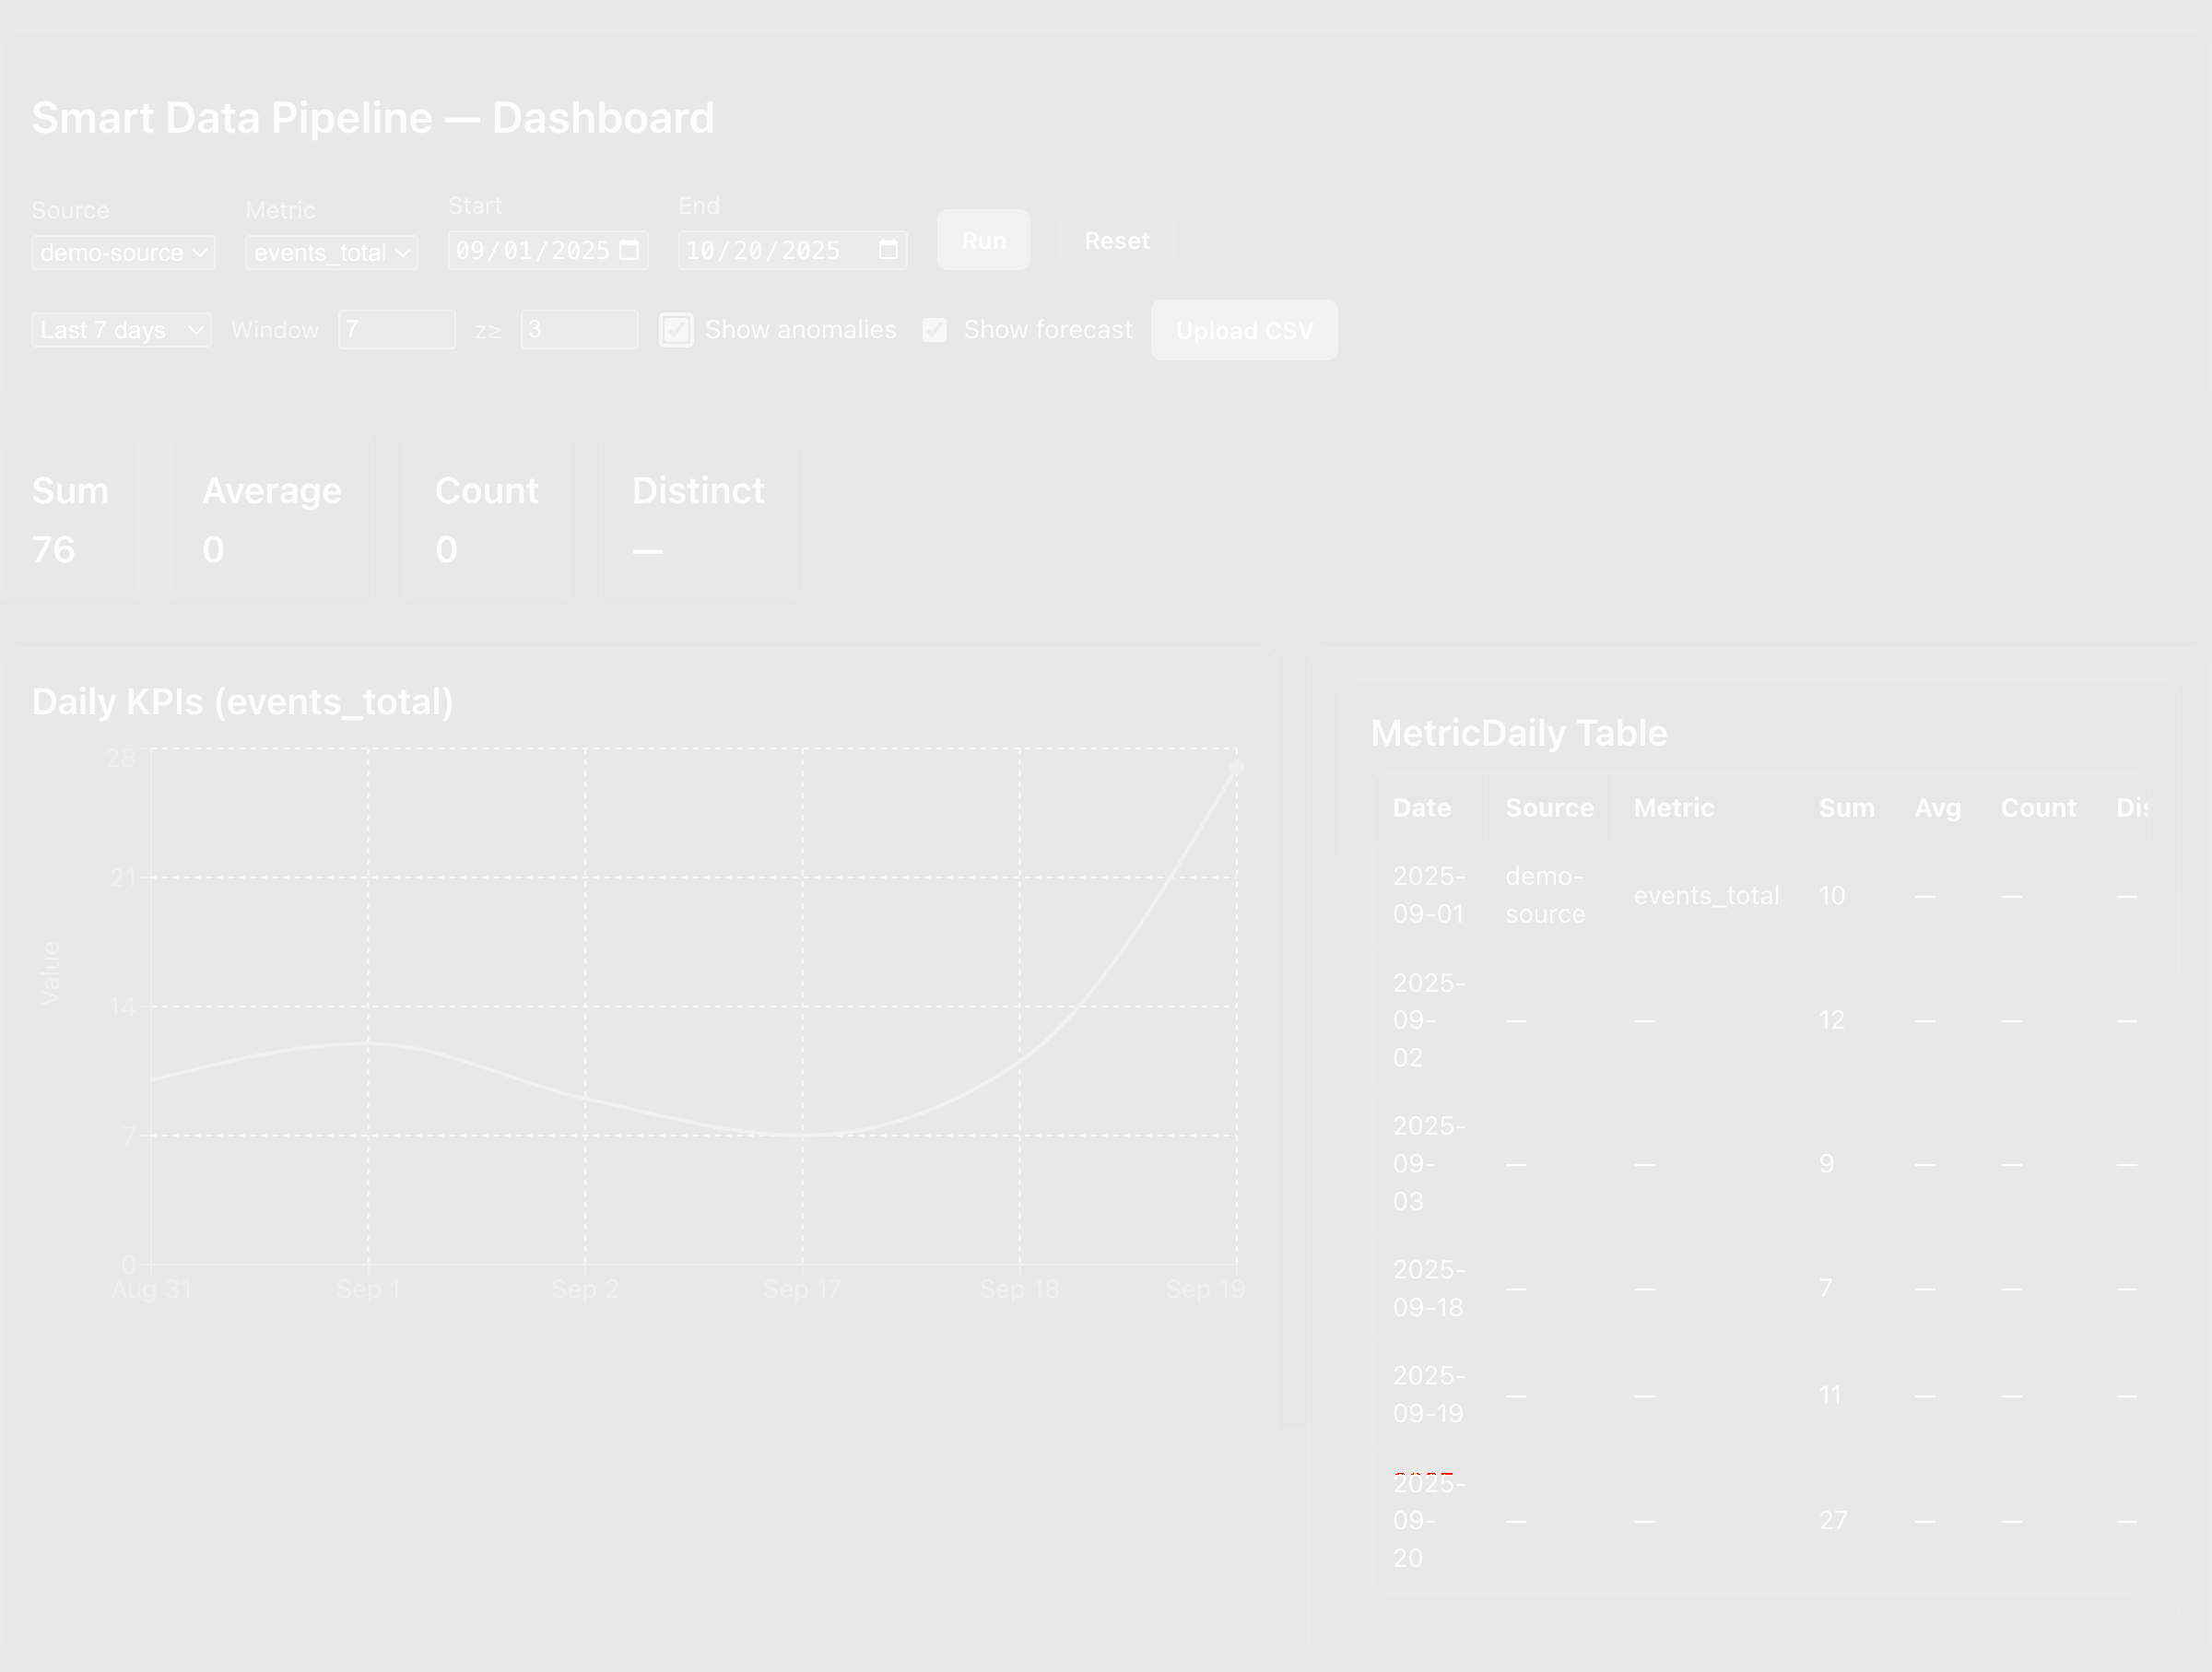 Smart Data Pipeline — Dashboard
Source Metric Start End
demo-source events_total 09/01/2025 10/20/2025 Run Reset
Last 7 days Window 7 z≥ 3 Show anomalies Show forecast Upload CSV
Sum Average Count Distinct
76 0 0 —
Daily KPIs (events_total)
28
21
14
7
0
Value
Aug 31 Sep 1 Sep 2 Sep 17 Sep 18 Sep 19
MetricDaily Table
Date Source Metric Sum Avg Count
2025-
09-01
demo-
source
events_total 10 — — —
2025-
09-
02
— — 12 — — —
2025-
09-
03
— — 9 — — —
2025-
09-18
— — 7 — — —
2025-
09-19
— — 11 — — —
2025-
09-
20
— — 27 — — —